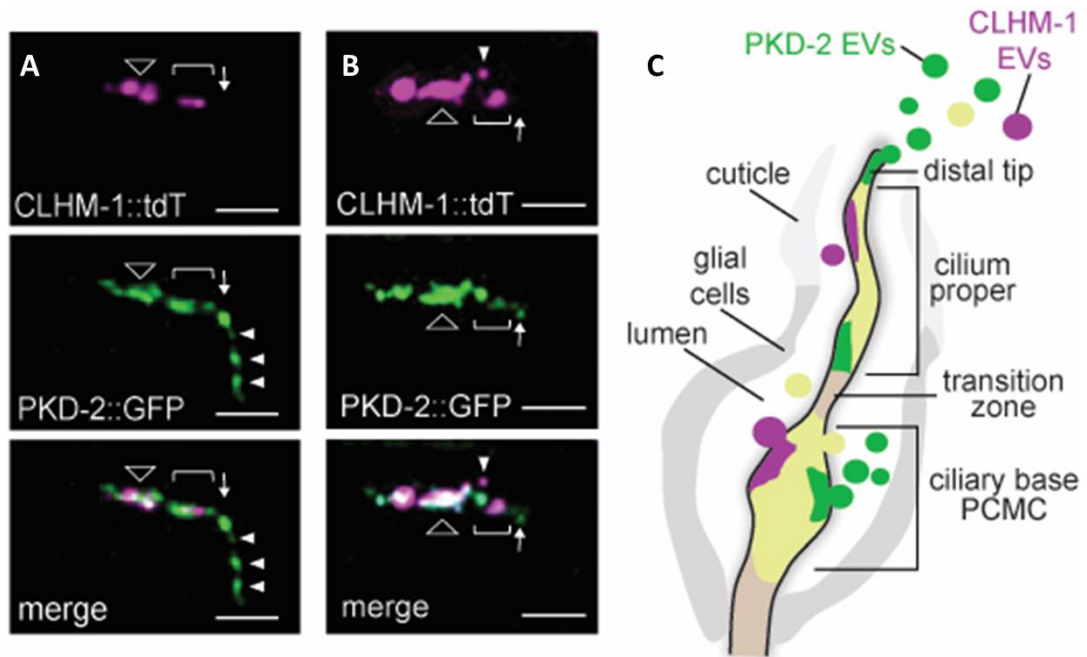 A
CLHM-1::tdT
PKD-2::GFP
merge
B
CLHM-1::tdT
PKD-2::GFP
merge
C
PKD-2 EVs
CLHM-1
EVs
cuticle
distal tip
glial
cells
cilium
proper
lumen
transition
zone
ciliary base
PCMC